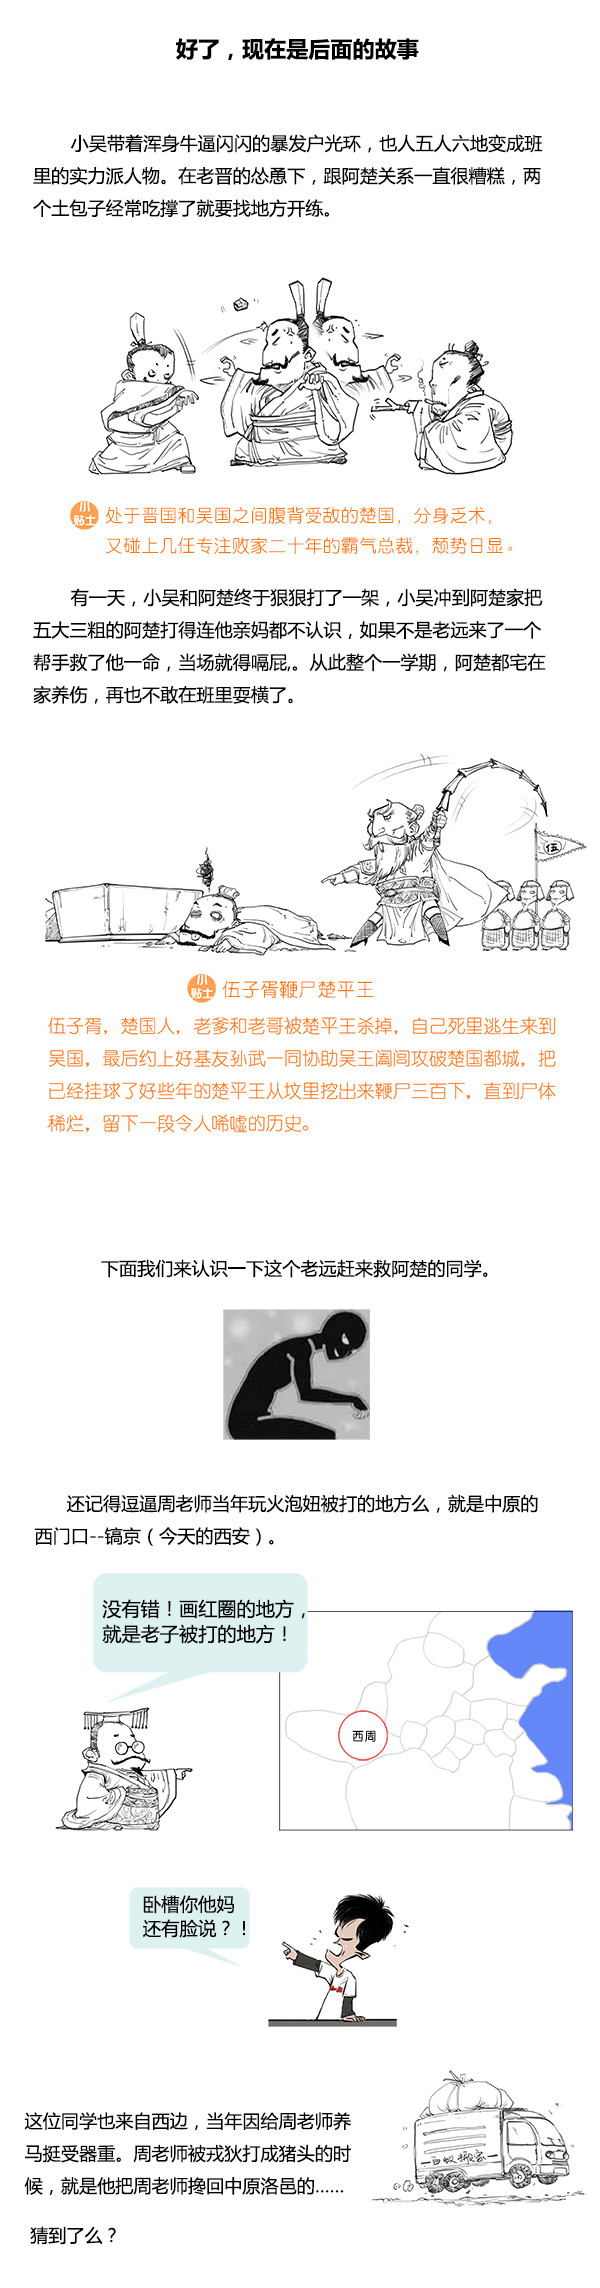 好了，现在是后面的故事
小吴带着浑身牛逼闪闪的暴发户光环，也人五人六地变成班
里的实力派人物。在老晋的怂恿下，跟阿楚关系一直很糟糕，两
个土包子经常吃撑了就要找地方开练。
小
贴士
处于晋国和吴国之间腹背受敌的楚国，分身乏术，
又碰上几任专注败家二十年的霸气总裁，颓势日显。
有一天，小吴和阿楚终于狠狠打了一架，小吴冲到阿楚家把
五大三粗的阿楚打得连他亲妈都不认识，如果不是老远来了一个
帮手救了他一命，当场就得嗝屁,。从此整个一学期，阿楚都宅在
家养伤，再也不敢在班里耍横了。
伍
小
贴士
伍子胥鞭尸楚平王
伍子胥，楚国人，老爹和老哥被楚平王杀掉，自己死里逃生来到
吴国，最后约上好基友孙武一同协助吴王阖闾攻破楚国都城，把
已经挂球了好些年的楚平王从坟里挖出来鞭尸三百下，直到尸体
稀烂，留下一段令人唏嘘的历史。
下面我们来认识一下这个老远赶来救阿楚的同学。
还记得逗逼周老师当年玩火泡妞被打的地方么，就是中原的
西门口--镐京（今天的西安）。
没有错！画红圈的地方，
就是老子被打的地方！
西周
卧槽你他妈
还有脸说？！
这位同学也来自西边，当年因给周老师养
马挺受器重。周老师被戎狄打成猪头的时
候，就是他把周老师搀回中原洛邑的......
猜到了么？